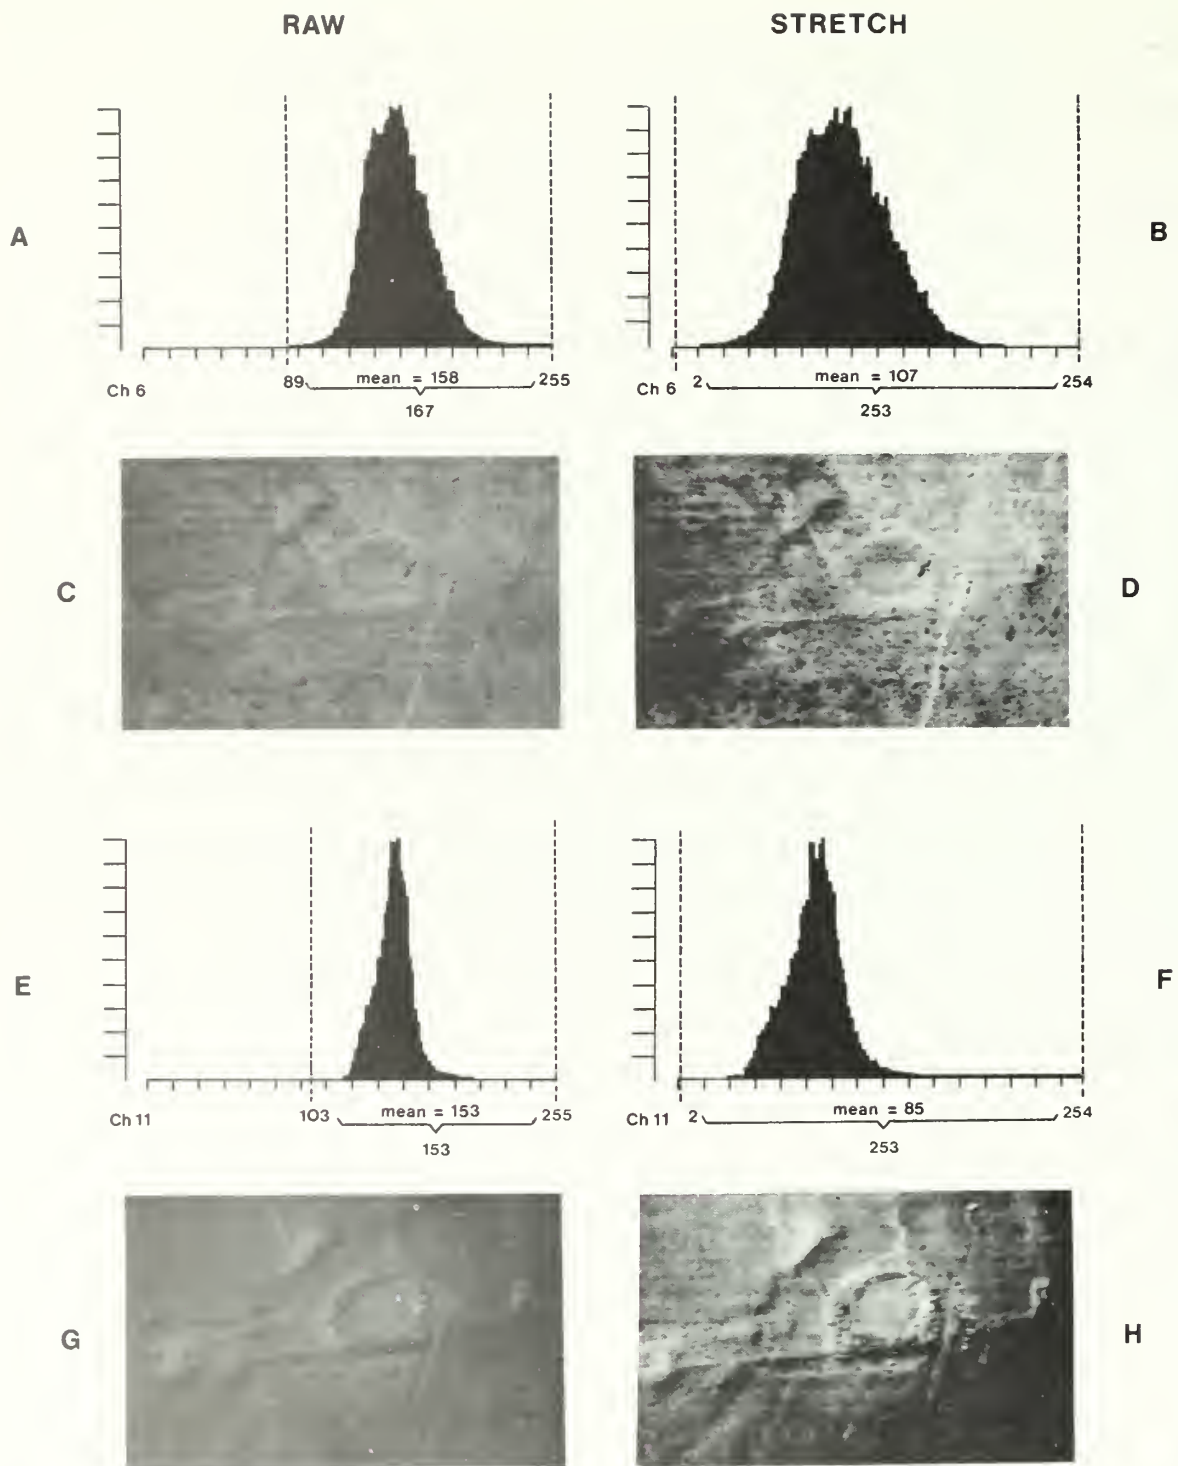 RAW STRETCH
A B
Ch 6 89 mean = 158 255 Ch 6 2 mean = 107 254
167 253
C D
E F
Ch 11 103 mean = 153 255 Ch 11 2 mean = 85 254
153 253
G H